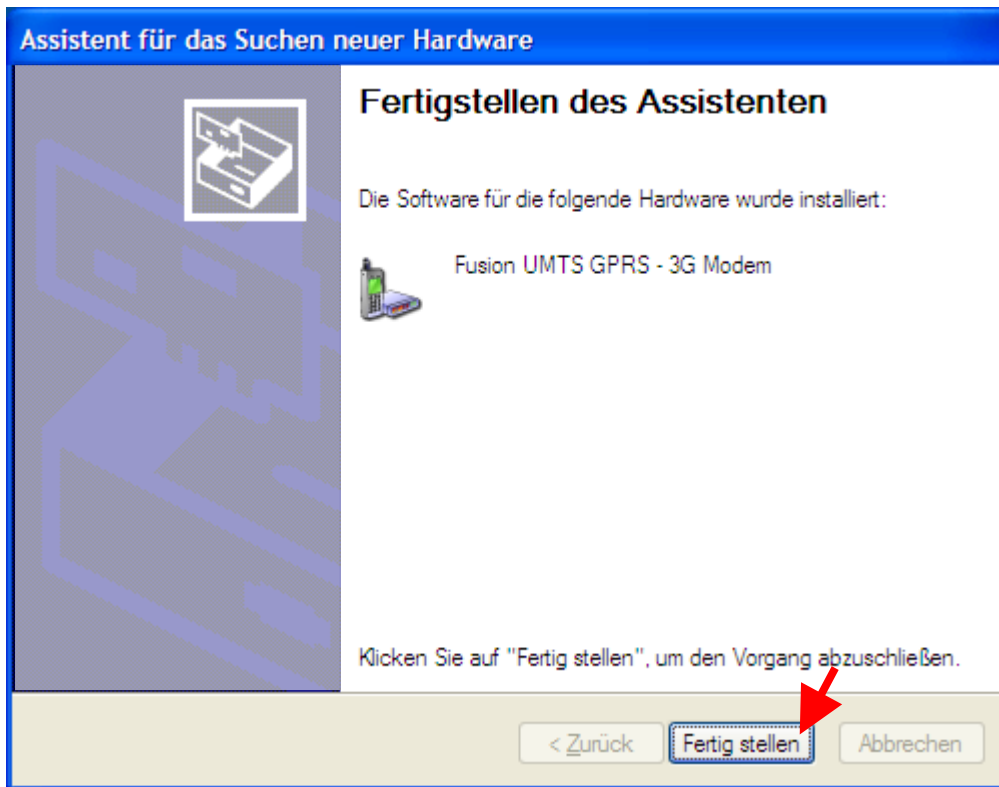 Assistent für das Suchen neuer Hardware
Fertigstellen des Assistenten
Die Software für die folgende Hardware wurde installiert:
Fusion UMTS GPRS - 3G Modem
Klicken Sie auf "Fertig stellen", um den Vorgang abzuschließen.
< Zurück Fertig stellen Abbrechen